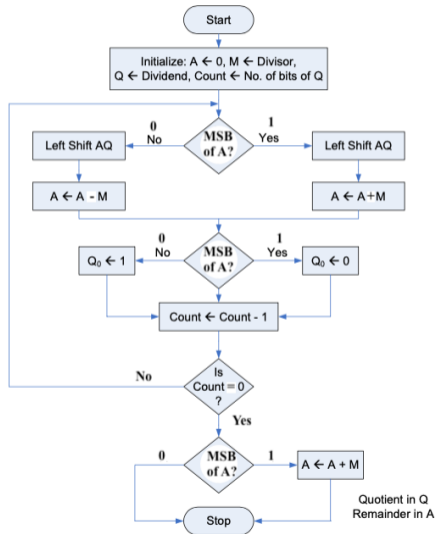 Start
Initialize: A ← 0, M ← Divisor,
Q ← Dividend, Count ← No. of bits of Q
0
No
MSB
of A?
1
Yes
Left Shift AQ
Left Shift AQ
A ← A - M
A ← A+M
0
No
MSB
of A?
1
Yes
Q₀ ← 1
Q₀ ← 0
Count ← Count - 1
No
Is
Count = 0
?
Yes
0
MSB
of A?
1
A ← A + M
Quotient in Q
Remainder in A
Stop